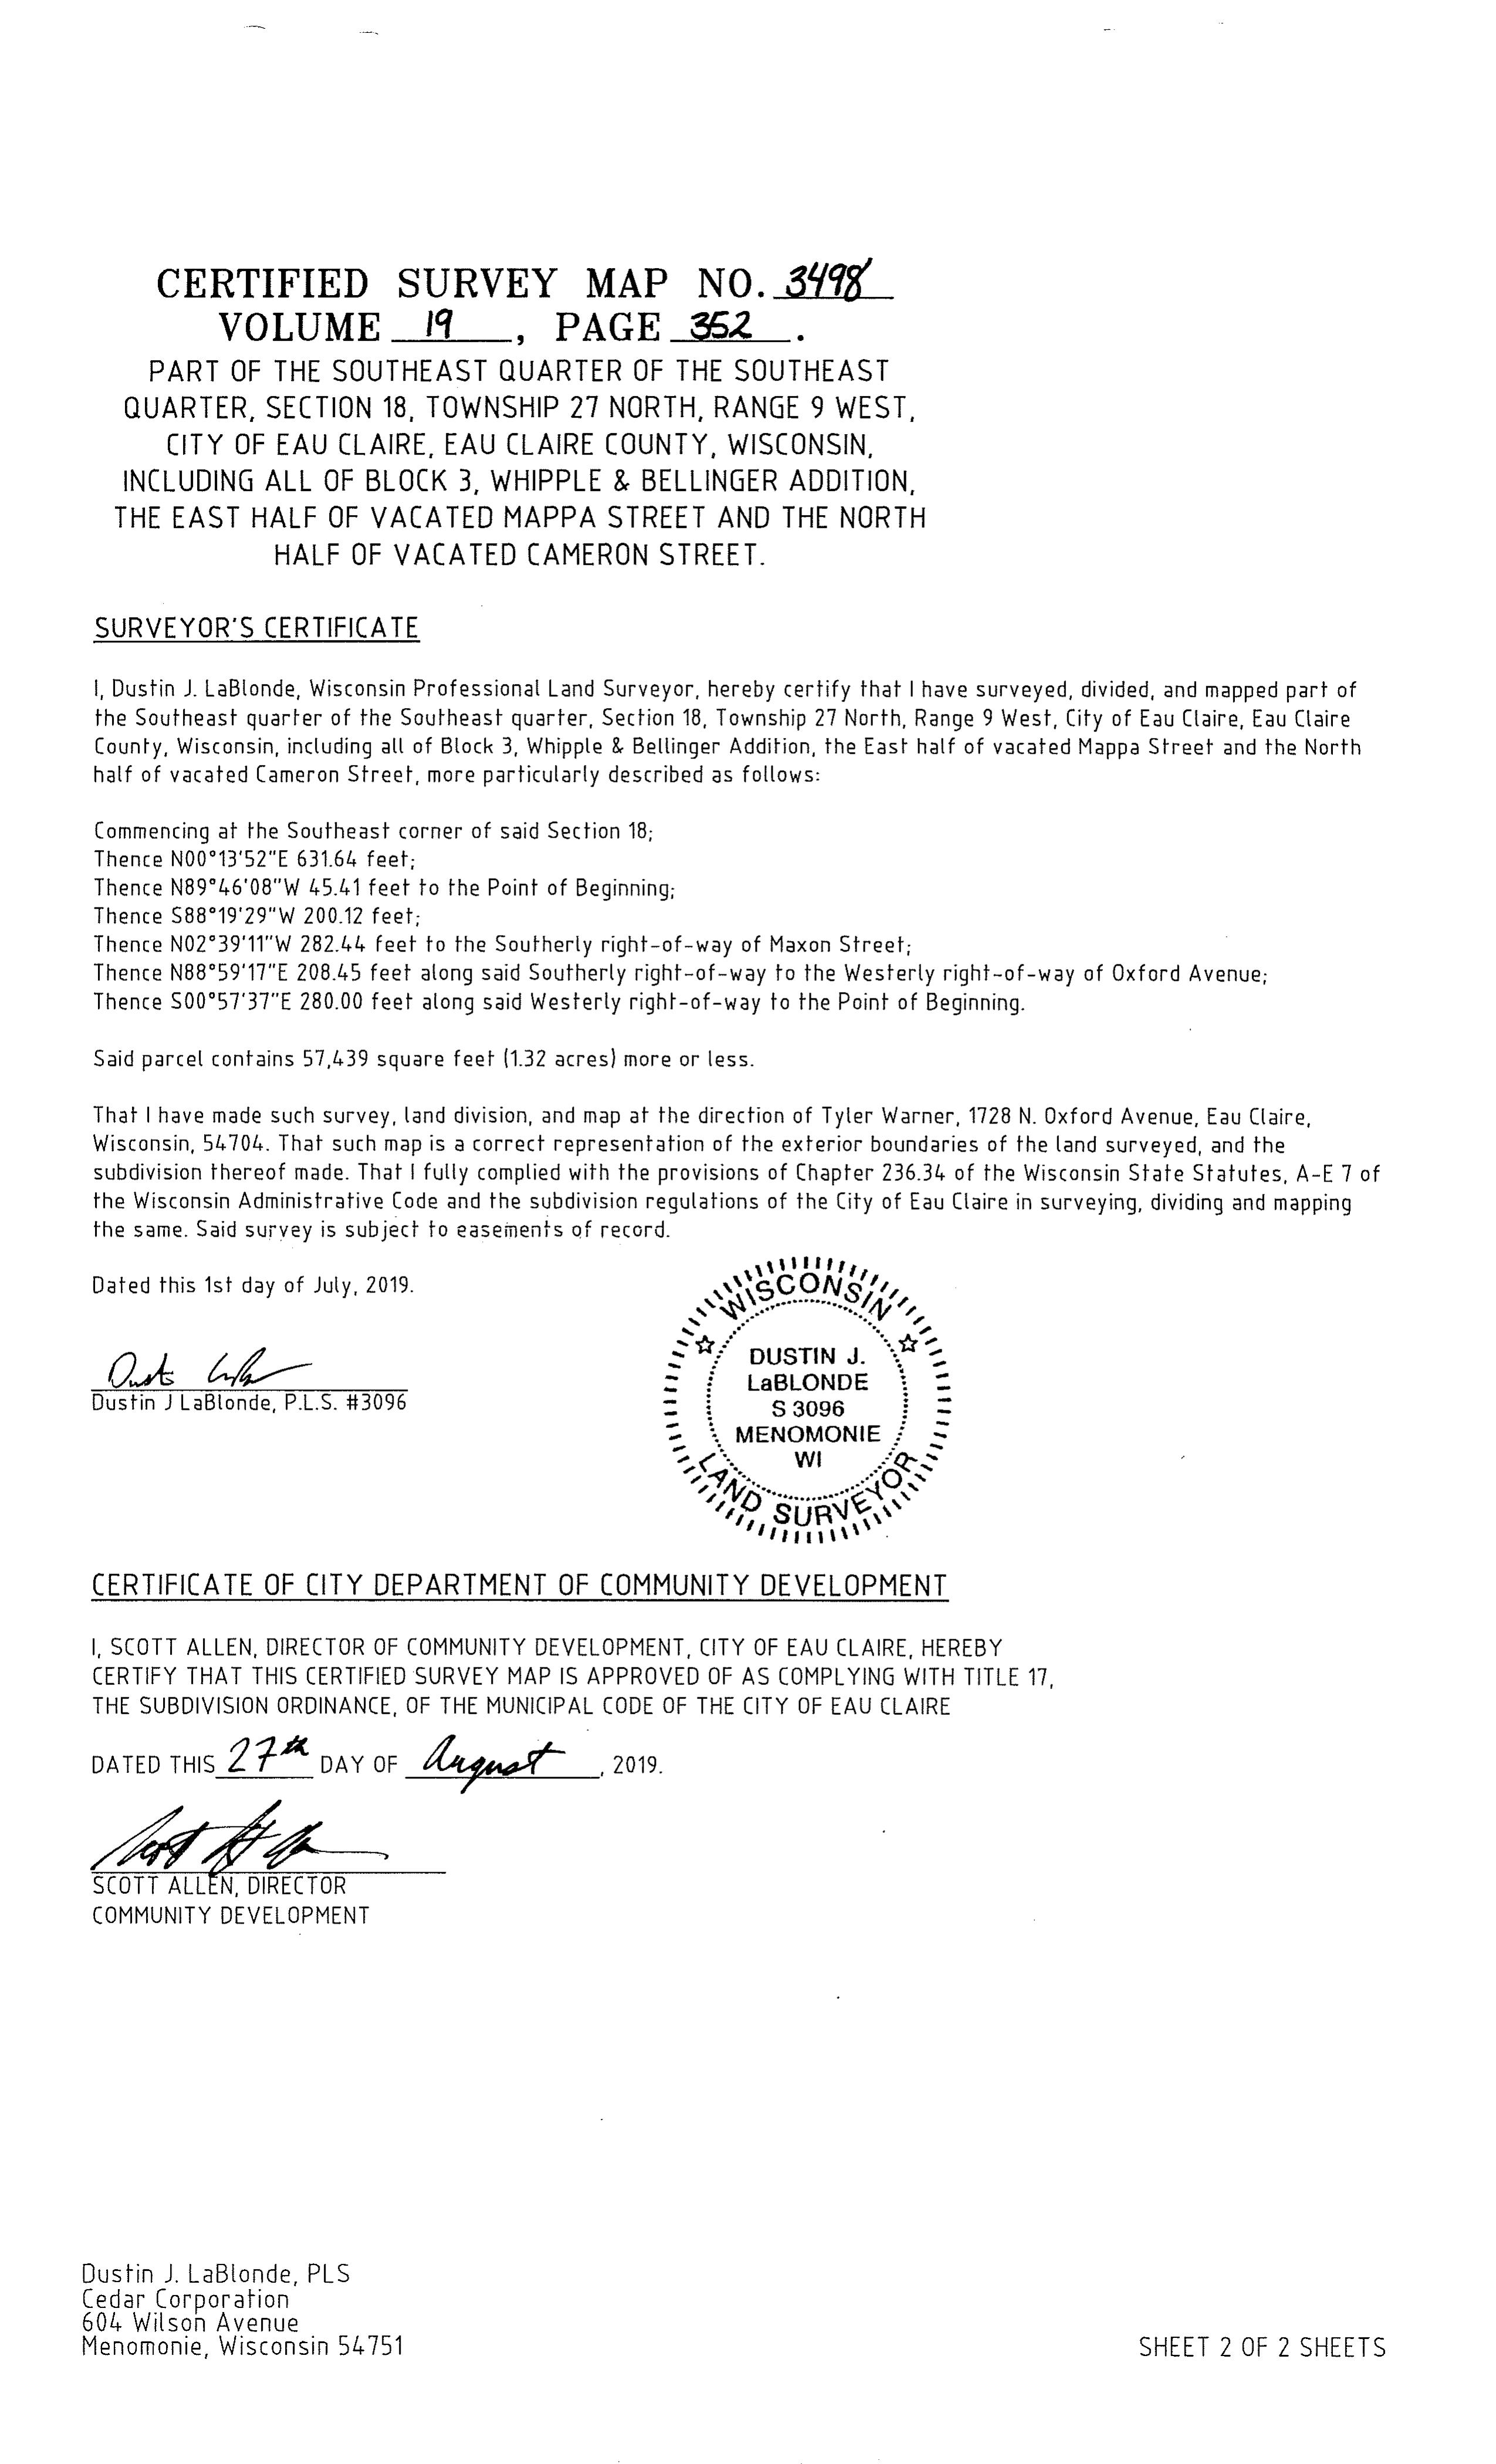 CERTIFIED SURVEY MAP NO. 3498
VOLUME 19, PAGE 352.
PART OF THE SOUTHEAST QUARTER OF THE SOUTHEAST
QUARTER, SECTION 18, TOWNSHIP 27 NORTH, RANGE 9 WEST,
CITY OF EAU CLAIRE, EAU CLAIRE COUNTY, WISCONSIN,
INCLUDING ALL OF BLOCK 3, WHIPPLE & BELLINGER ADDITION,
THE EAST HALF OF VACATED MAPPA STREET AND THE NORTH
HALF OF VACATED CAMERON STREET.
SURVEYOR'S CERTIFICATE
I, Dustin J. LaBlonde, Wisconsin Professional Land Surveyor, hereby certify that I have surveyed, divided, and mapped part of
the Southeast quarter of the Southeast quarter, Section 18, Township 27 North, Range 9 West, City of Eau Claire, Eau Claire
County, Wisconsin, including all of Block 3, Whipple & Bellinger Addition, the East half of vacated Mappa Street and the North
half of vacated Cameron Street, more particularly described as follows:
Commencing at the Southeast corner of said Section 18;
Thence N00°13'52"E 631.64 feet;
Thence N89°46'08"W 45.41 feet to the Point of Beginning;
Thence S88°19'29"W 200.12 feet;
Thence N02°39'11"W 282.44 feet to the Southerly right-of-way of Maxon Street;
Thence N88°59'17"E 208.45 feet along said Southerly right-of-way to the Westerly right-of-way of Oxford Avenue;
Thence S00°57'37"E 280.00 feet along said Westerly right-of-way to the Point of Beginning.
Said parcel contains 57,439 square feet (1.32 acres) more or less.
That I have made such survey, land division, and map at the direction of Tyler Warner, 1728 N. Oxford Avenue, Eau Claire,
Wisconsin, 54704. That such map is a correct representation of the exterior boundaries of the land surveyed, and the
subdivision thereof made. That I fully complied with the provisions of Chapter 236.34 of the Wisconsin State Statutes, A-E 7 of
the Wisconsin Administrative Code and the subdivision regulations of the City of Eau Claire in surveying, dividing and mapping
the same. Said survey is subject to easements of record.
Dated this 1st day of July, 2019.
Dustin J LaBlonde, P.L.S. #3096
WISCONSIN
DUSTIN J.
LaBLONDE
S 3096
MENOMONIE
WI
LAND SURVEYOR
CERTIFICATE OF CITY DEPARTMENT OF COMMUNITY DEVELOPMENT
I, SCOTT ALLEN, DIRECTOR OF COMMUNITY DEVELOPMENT, CITY OF EAU CLAIRE, HEREBY
CERTIFY THAT THIS CERTIFIED SURVEY MAP IS APPROVED OF AS COMPLYING WITH TITLE 17,
THE SUBDIVISION ORDINANCE, OF THE MUNICIPAL CODE OF THE CITY OF EAU CLAIRE
DATED THIS 27th DAY OF August, 2019.
SCOTT ALLEN, DIRECTOR
COMMUNITY DEVELOPMENT
Dustin J. LaBlonde, PLS
Cedar Corporation
604 Wilson Avenue
Menomonie, Wisconsin 54751
SHEET 2 OF 2 SHEETS